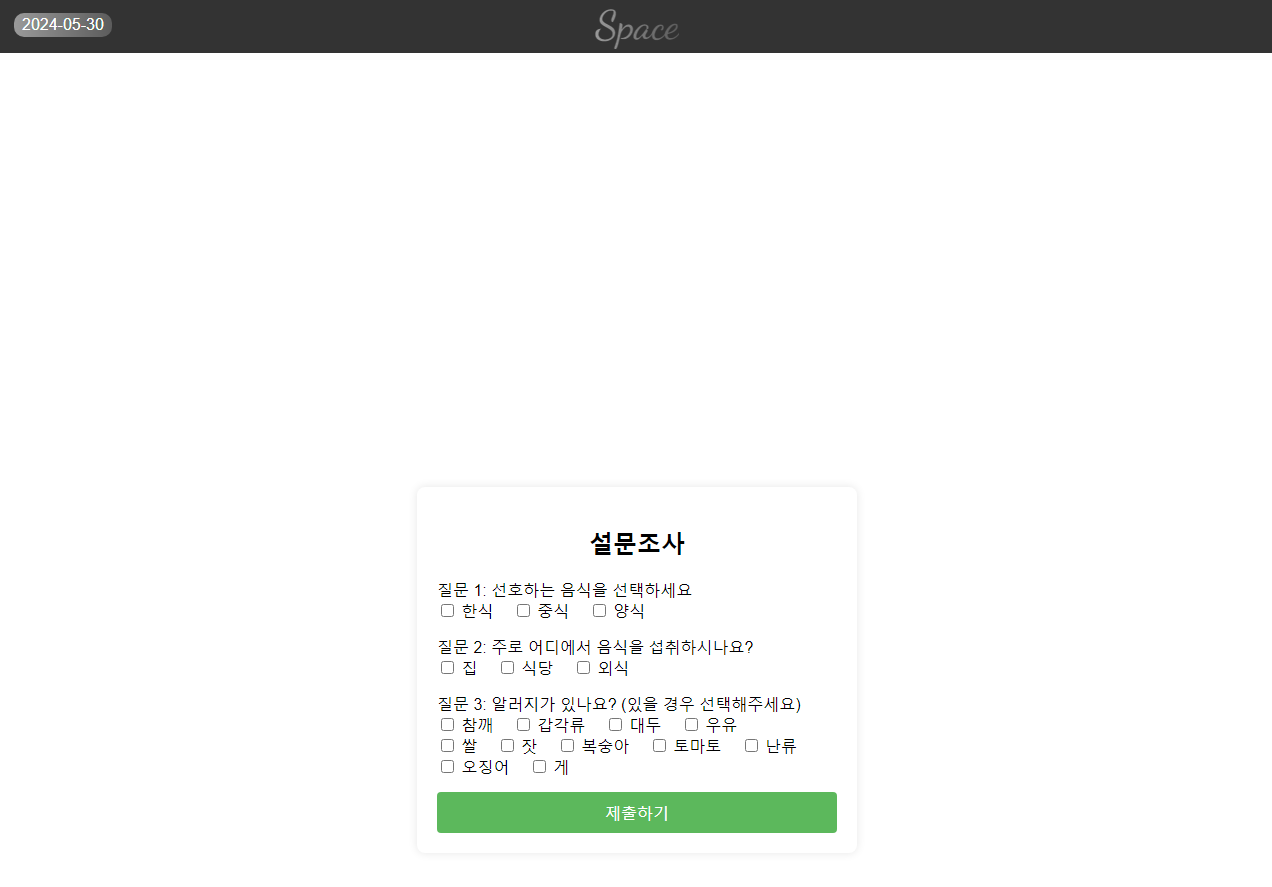 2024-05-30
Space
설문조사
질문 1: 선호하는 음식을 선택하세요
한식 중식 양식
질문 2: 주로 어디에서 음식을 섭취하시나요?
집 식당 외식
질문 3: 알러지가 있나요? (있을 경우 선택해주세요)
참깨 갑각류 대두 우유
쌀 잣 복숭아 토마토 난류
오징어 게
제출하기